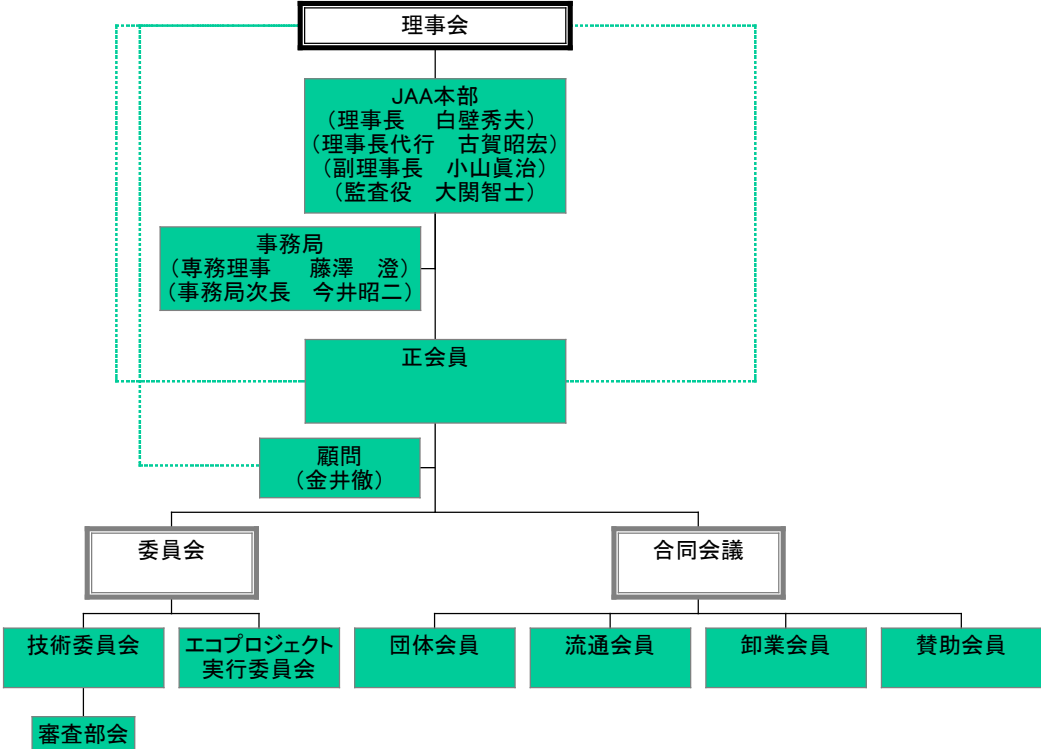 理事会
JAA本部
(理事長　白壁秀夫)
(理事長代行　古賀昭宏)
(副理事長　小山眞治)
(監査役　大関智士)
事務局
(専務理事　藤澤　澄)
(事務局次長　今井昭二)
正会員
顧問
(金井徹)
委員会
合同会議
技術委員会
エコプロジェクト
実行委員会
団体会員
流通会員
卸業会員
賛助会員
審査部会